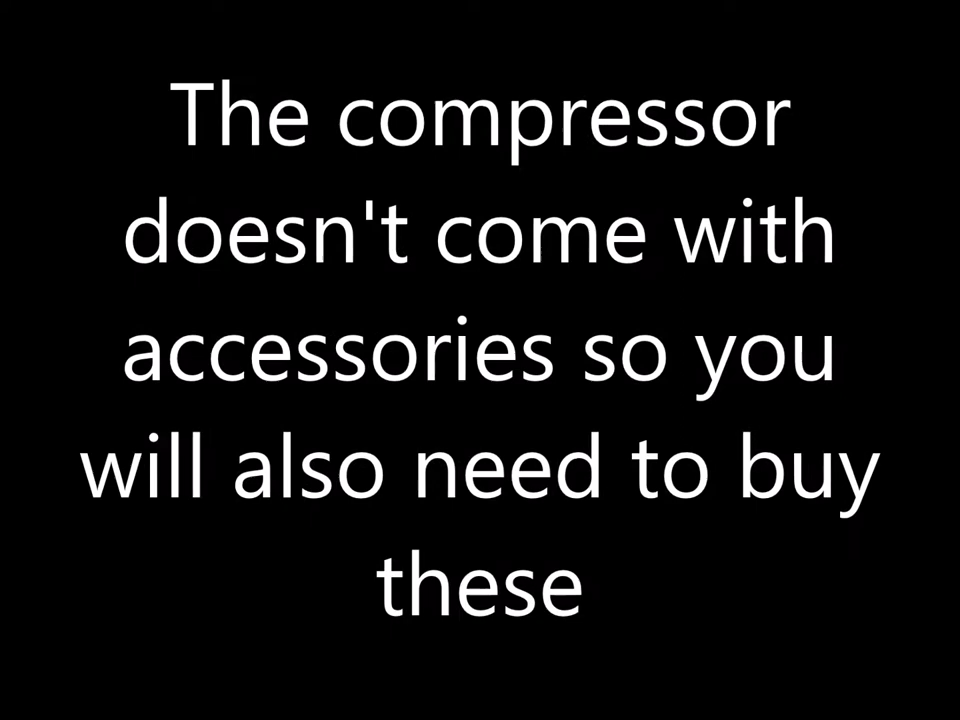 The compressor
doesn't come with
accessories so you
will also need to buy
these